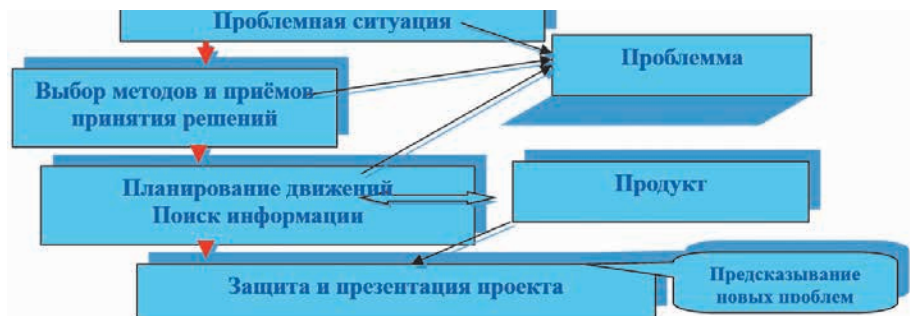 Проблемная ситуация
Проблемма
Выбор методов и приёмов
принятия решений
Планирование движений
Поиск информации
Продукт
Защита и презентация проекта
Предсказывание
новых проблем